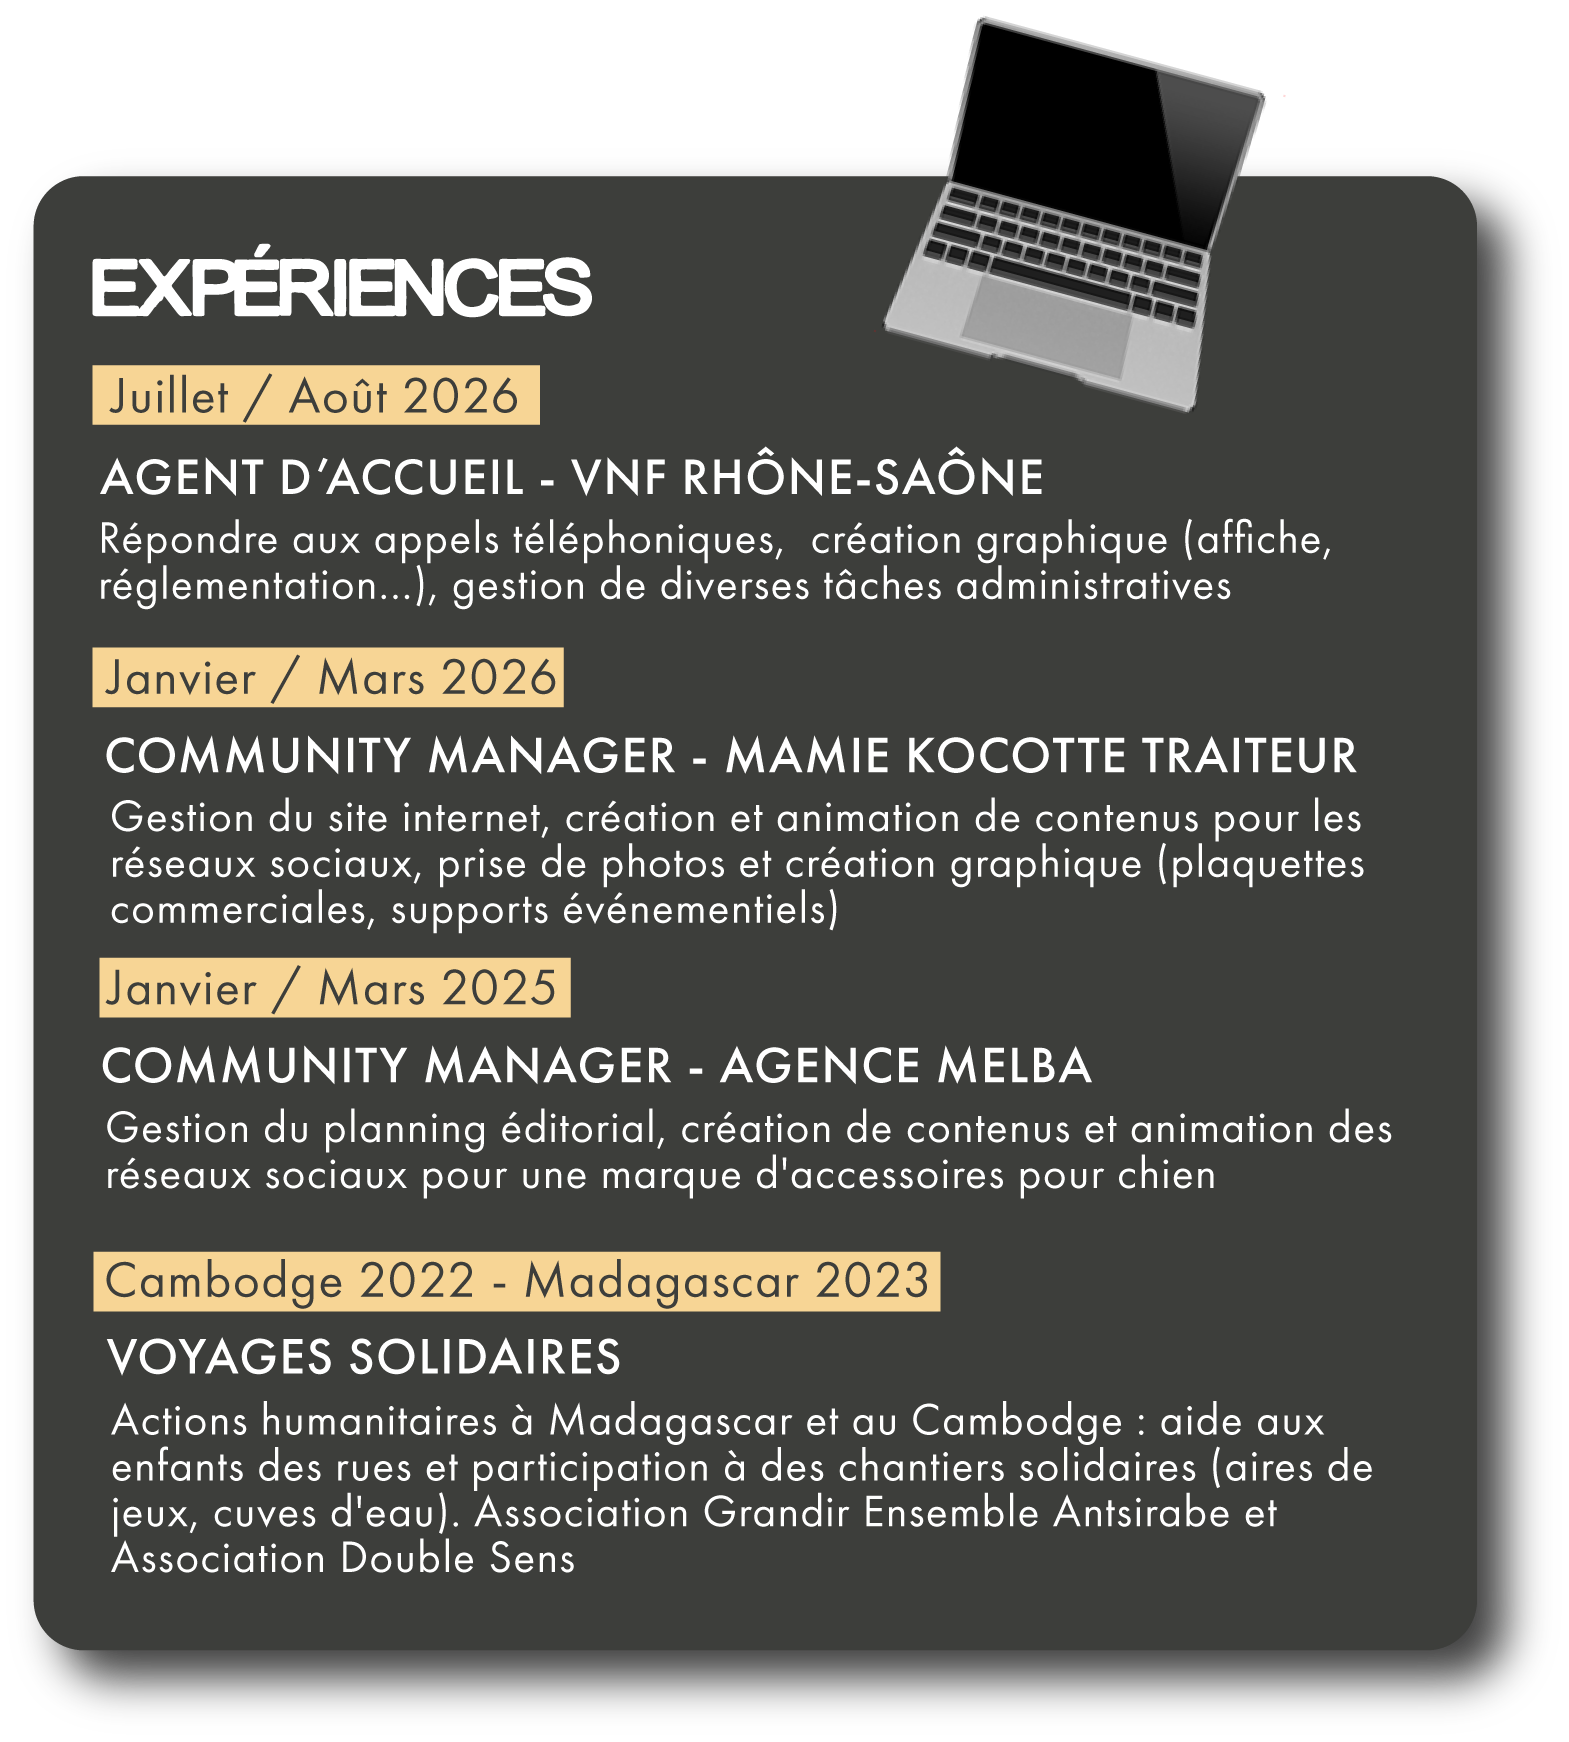 EXPÉRIENCES
Juillet / Août 2026
AGENT D’ACCUEIL - VNF RHÔNE-SAÔNE
Répondre aux appels téléphoniques,  création graphique (affiche,
réglementation...), gestion de diverses tâches administratives
Janvier / Mars 2026
COMMUNITY MANAGER - MAMIE KOCOTTE TRAITEUR
Gestion du site internet, création et animation de contenus pour les
réseaux sociaux, prise de photos et création graphique (plaquettes
commerciales, supports événementiels)
Janvier / Mars 2025
COMMUNITY MANAGER - AGENCE MELBA
Gestion du planning éditorial, création de contenus et animation des
réseaux sociaux pour une marque d'accessoires pour chien
Cambodge 2022 - Madagascar 2023
VOYAGES SOLIDAIRES
Actions humanitaires à Madagascar et au Cambodge : aide aux
enfants des rues et participation à des chantiers solidaires (aires de
jeux, cuves d'eau). Association Grandir Ensemble Antsirabe et
Association Double Sens